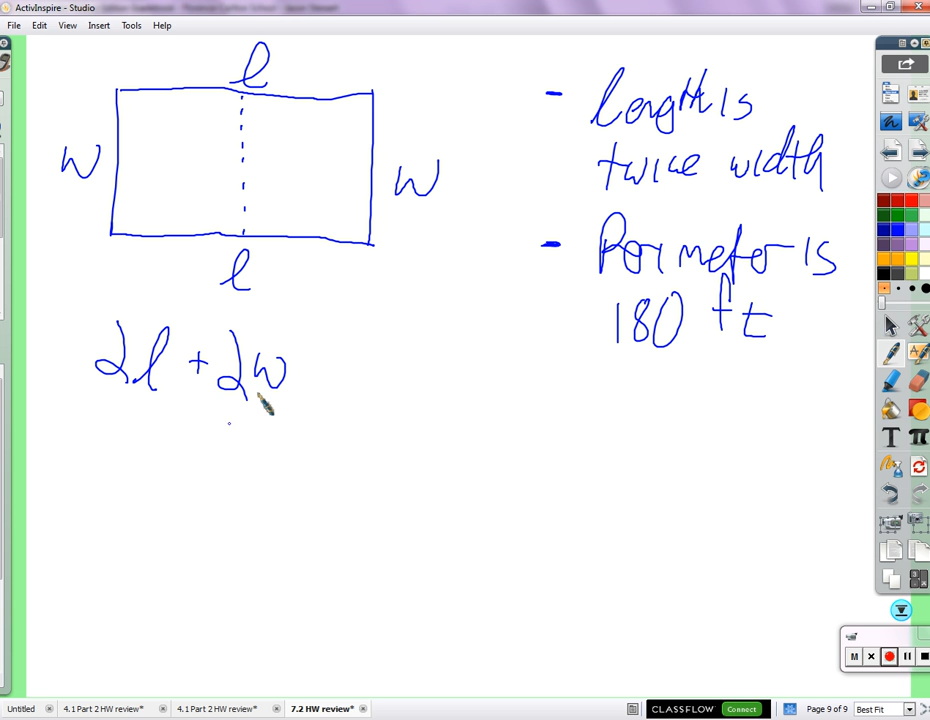 ActivInspire - Studio
File Edit View Insert Tools Help
l
- length is
twice width
w
w
- Perimeter is
180 ft
l
2l + 2w
M
Untitled
4.1 Part 2 HW review*
4.1 Part 2 HW review*
7.2 HW review*
CLASSFLOW
Connect
Page 9 of 9
Best Fit